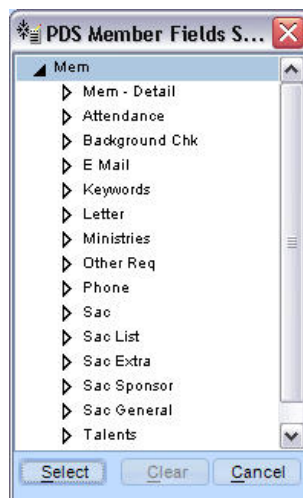 PDS Member Fields S...
Mem
Mem - Detail
Attendance
Background Chk
E Mail
Keywords
Letter
Ministries
Other Req
Phone
Sac
Sac List
Sac Extra
Sac Sponsor
Sac General
Talents
Select Clear Cancel